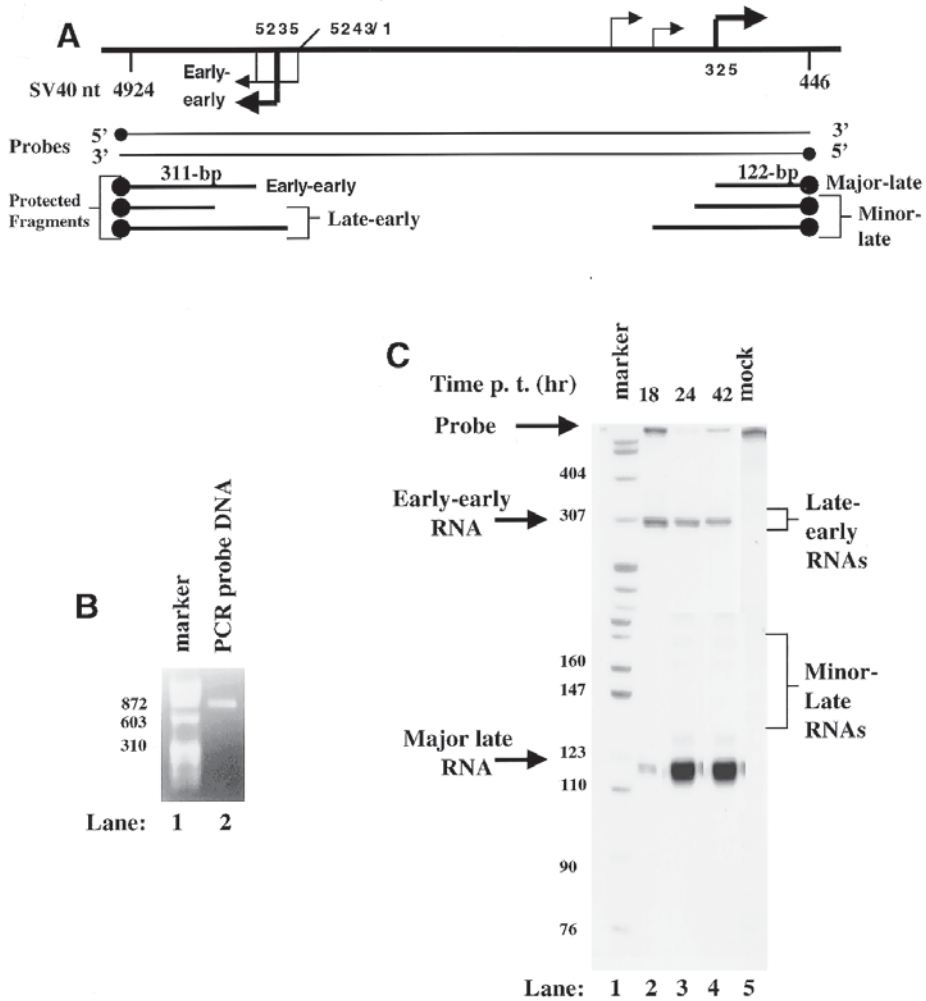 A
5235
5243/ 1
Early-
early
325
SV40 nt 4924
446
Probes
5’
3’
3’
5’
311-bp
122-bp
Early-early
Major-late
Protected
Fragments
Late-early
Minor-
late
C
Time p. t. (hr)
marker
18
24
42
mock
Probe
404
Early-early
RNA
307
Late-
early
RNAs
B
marker
PCR probe DNA
160
147
Minor-
Late
RNAs
872
603
310
Major late
RNA
123
110
Lane: 1 2
90
76
Lane: 1 2 3 4 5